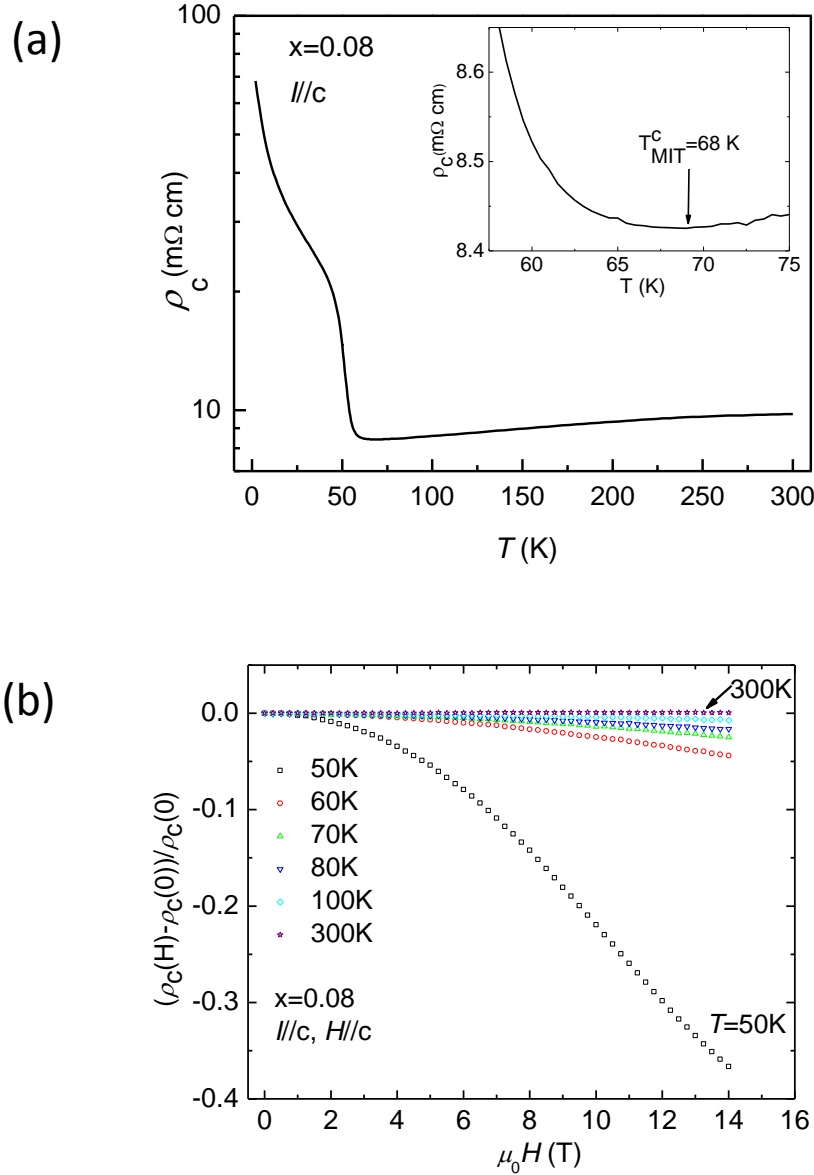 (a)
x=0.08
I//c
ρc (mΩ cm)
100
10
0 50 100 150 200 250 300
T (K)
ρc(mΩ cm)
8.6
8.5
8.4
T^c_MIT=68 K
60 65 70 75
T (K)
(b)
(ρc(H)-ρc(0))/ρc(0)
0.0
-0.1
-0.2
-0.3
-0.4
300K
50K
60K
70K
80K
100K
300K
x=0.08
I//c, H//c
T=50K
0 2 4 6 8 10 12 14 16
μ0H (T)